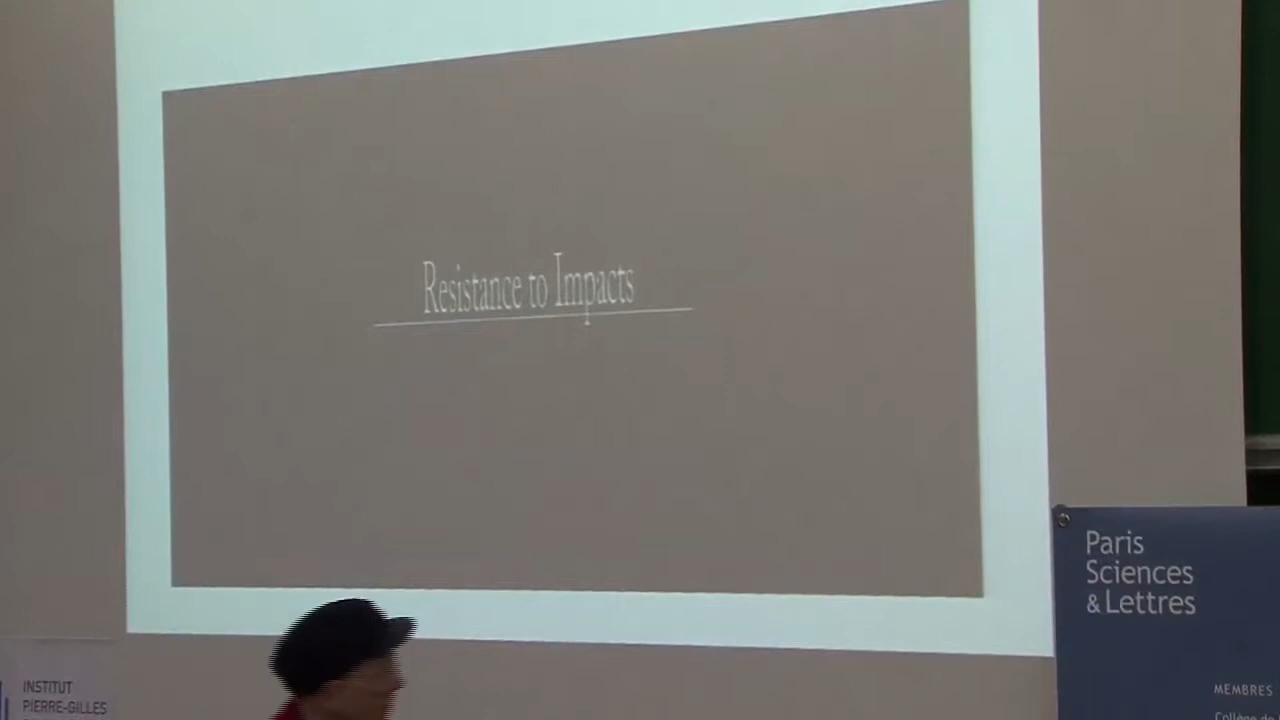 Resistance to Impacts
Paris
Sciences
& Lettres
MEMBRES
INSTITUT
PIERRE-GILLES